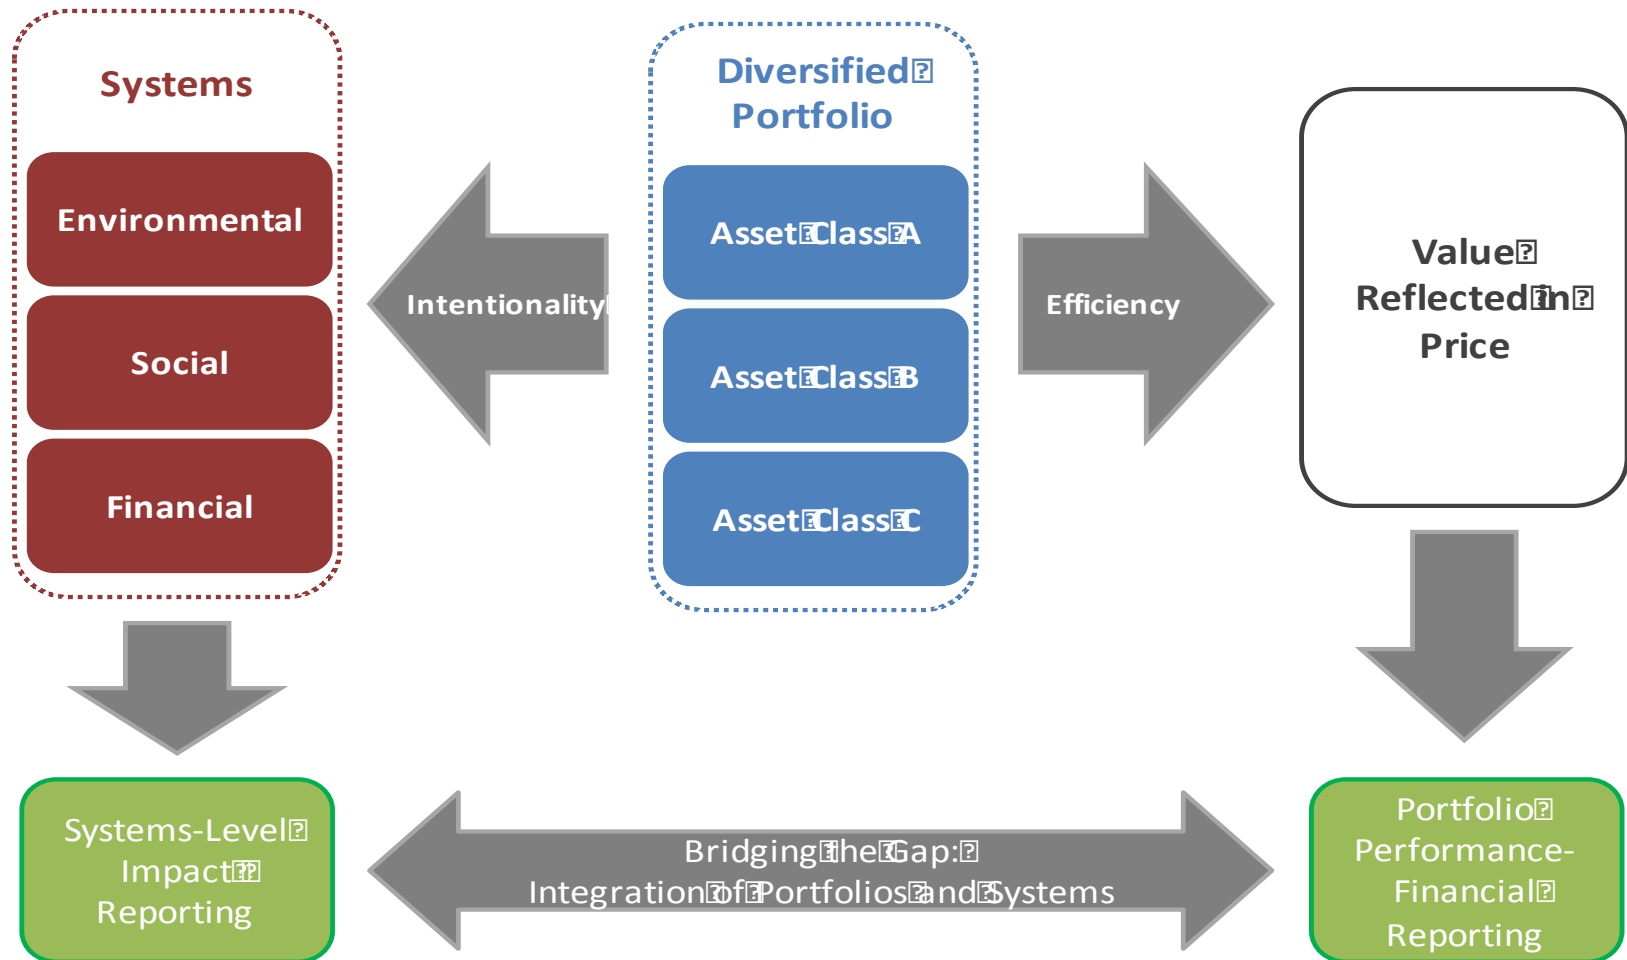 Systems
Environmental
Social
Financial
Intentionality
Diversified
Portfolio
Asset Class A
Asset Class B
Asset Class C
Efficiency
Value
Reflected in
Price
Systems-Level
Impact
Reporting
Bridging the Gap:
Integration of Portfolios and Systems
Portfolio
Performance-
Financial
Reporting